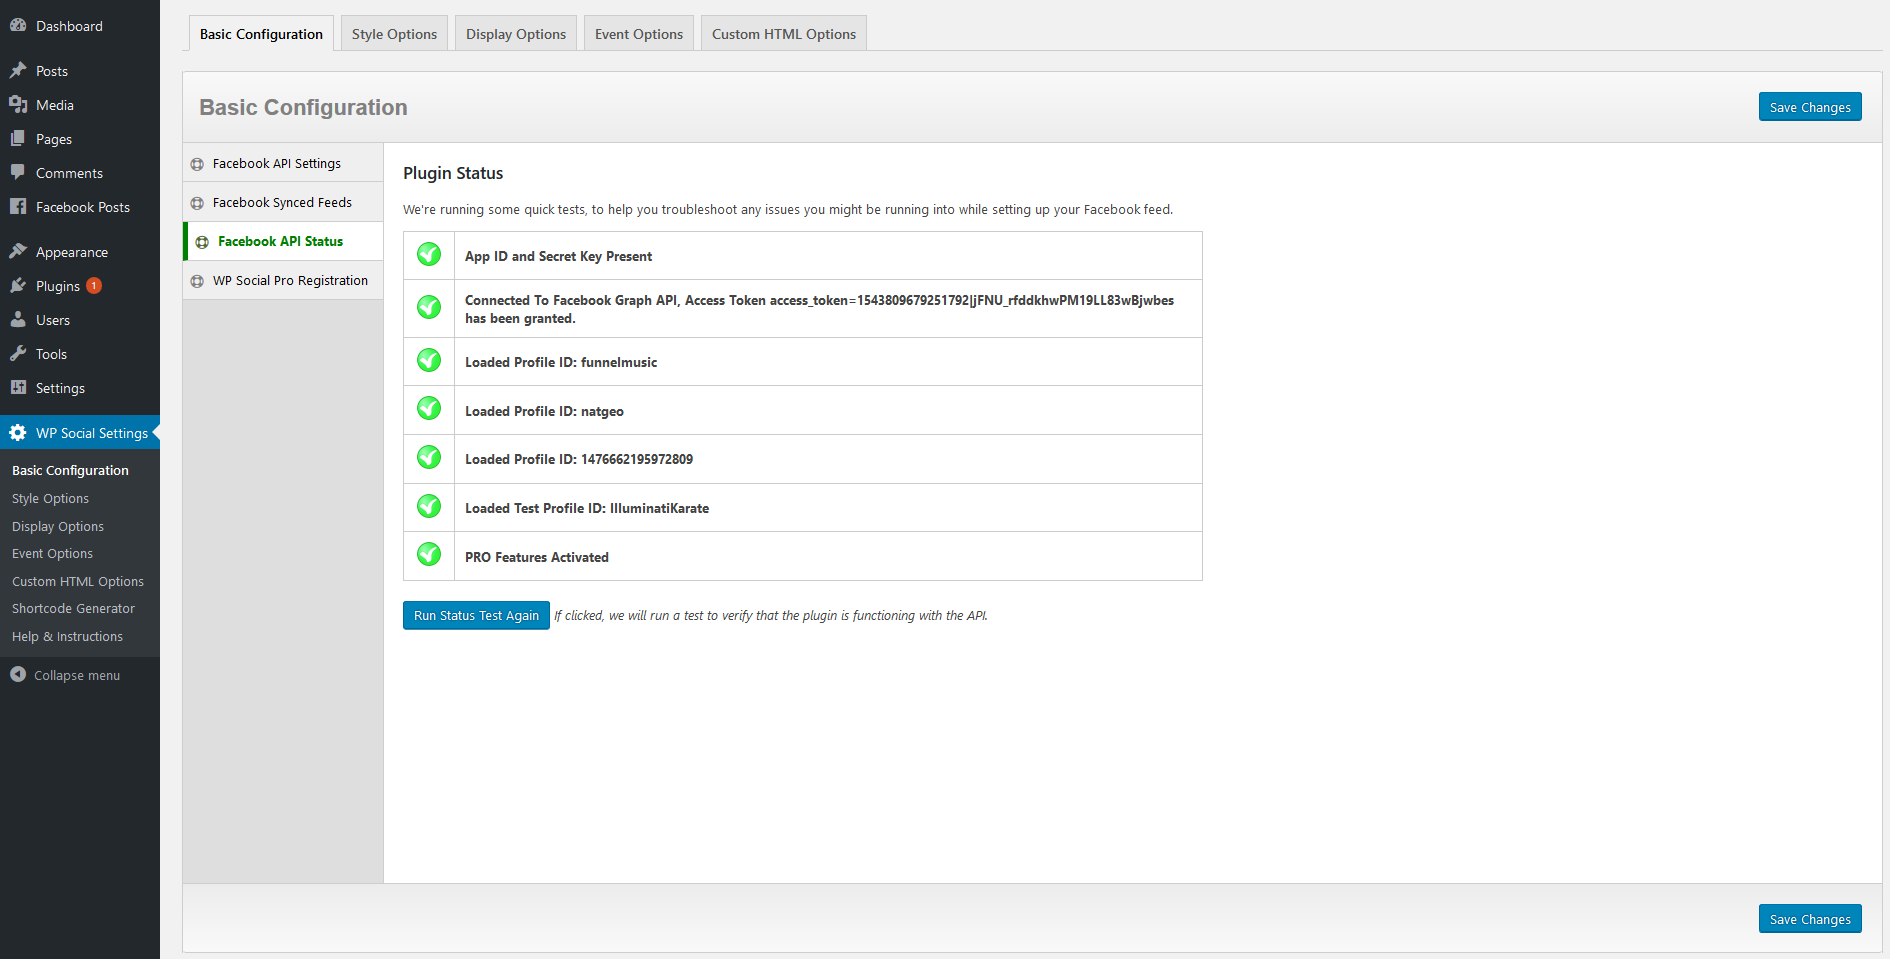 Dashboard
Posts
Media
Pages
Comments
Facebook Posts
Appearance
Plugins 1
Users
Tools
Settings
WP Social Settings
Basic Configuration
Style Options
Display Options
Event Options
Custom HTML Options
Shortcode Generator
Help & Instructions
Collapse menu
Basic Configuration Style Options Display Options Event Options Custom HTML Options
Basic Configuration Save Changes
Facebook API Settings
Facebook Synced Feeds
Facebook API Status
WP Social Pro Registration
Plugin Status
We're running some quick tests, to help you troubleshoot any issues you might be running into while setting up your Facebook feed.
App ID and Secret Key Present
Connected To Facebook Graph API, Access Token access_token=1543809679251792|jFNU_rfddkhwPM19LL83wBjwbes
has been granted.
Loaded Profile ID: funnelmusic
Loaded Profile ID: natgeo
Loaded Profile ID: 1476662195972809
Loaded Test Profile ID: IlluminatiKarate
PRO Features Activated
Run Status Test Again If clicked, we will run a test to verify that the plugin is functioning with the API.
Save Changes